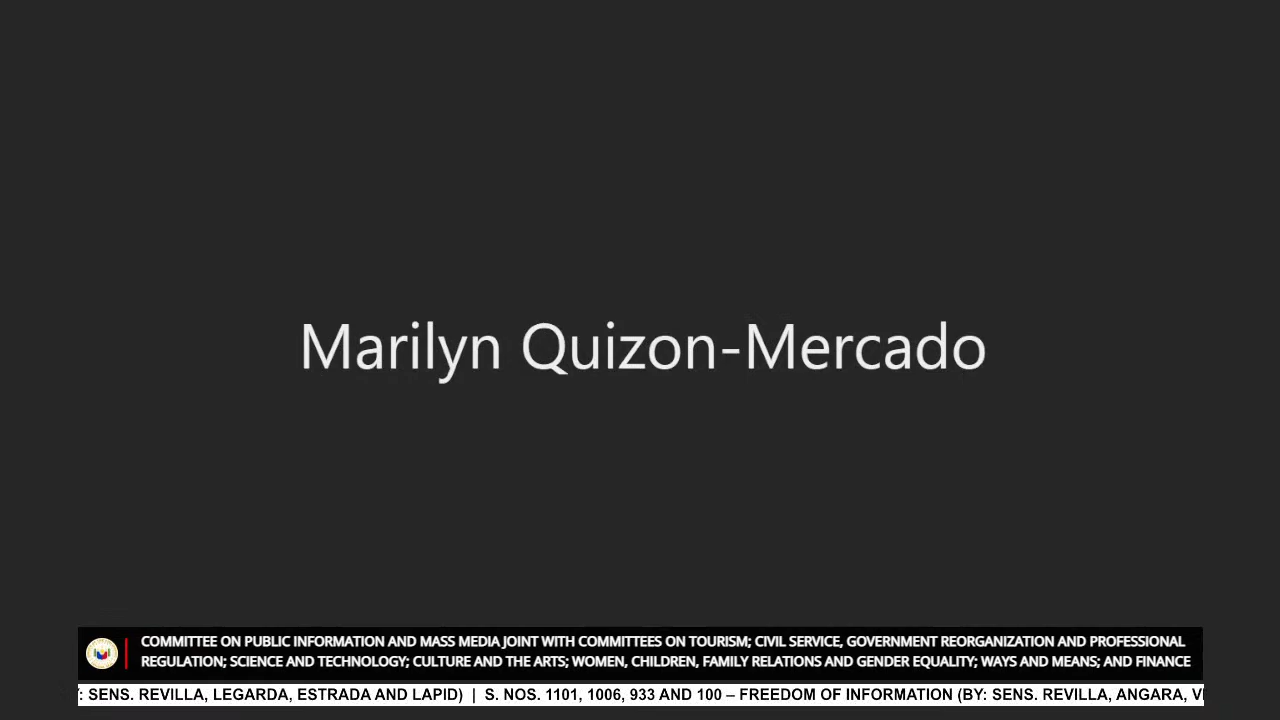 Marilyn Quizon-Mercado
COMMITTEE ON PUBLIC INFORMATION AND MASS MEDIA JOINT WITH COMMITTEES ON TOURISM; CIVIL SERVICE, GOVERNMENT REORGANIZATION AND PROFESSIONAL
REGULATION; SCIENCE AND TECHNOLOGY; CULTURE AND THE ARTS; WOMEN, CHILDREN, FAMILY RELATIONS AND GENDER EQUALITY; WAYS AND MEANS; AND FINANCE
: SENS. REVILLA, LEGARDA, ESTRADA AND LAPID) | S. NOS. 1101, 1006, 933 AND 100 – FREEDOM OF INFORMATION (BY: SENS. REVILLA, ANGARA,